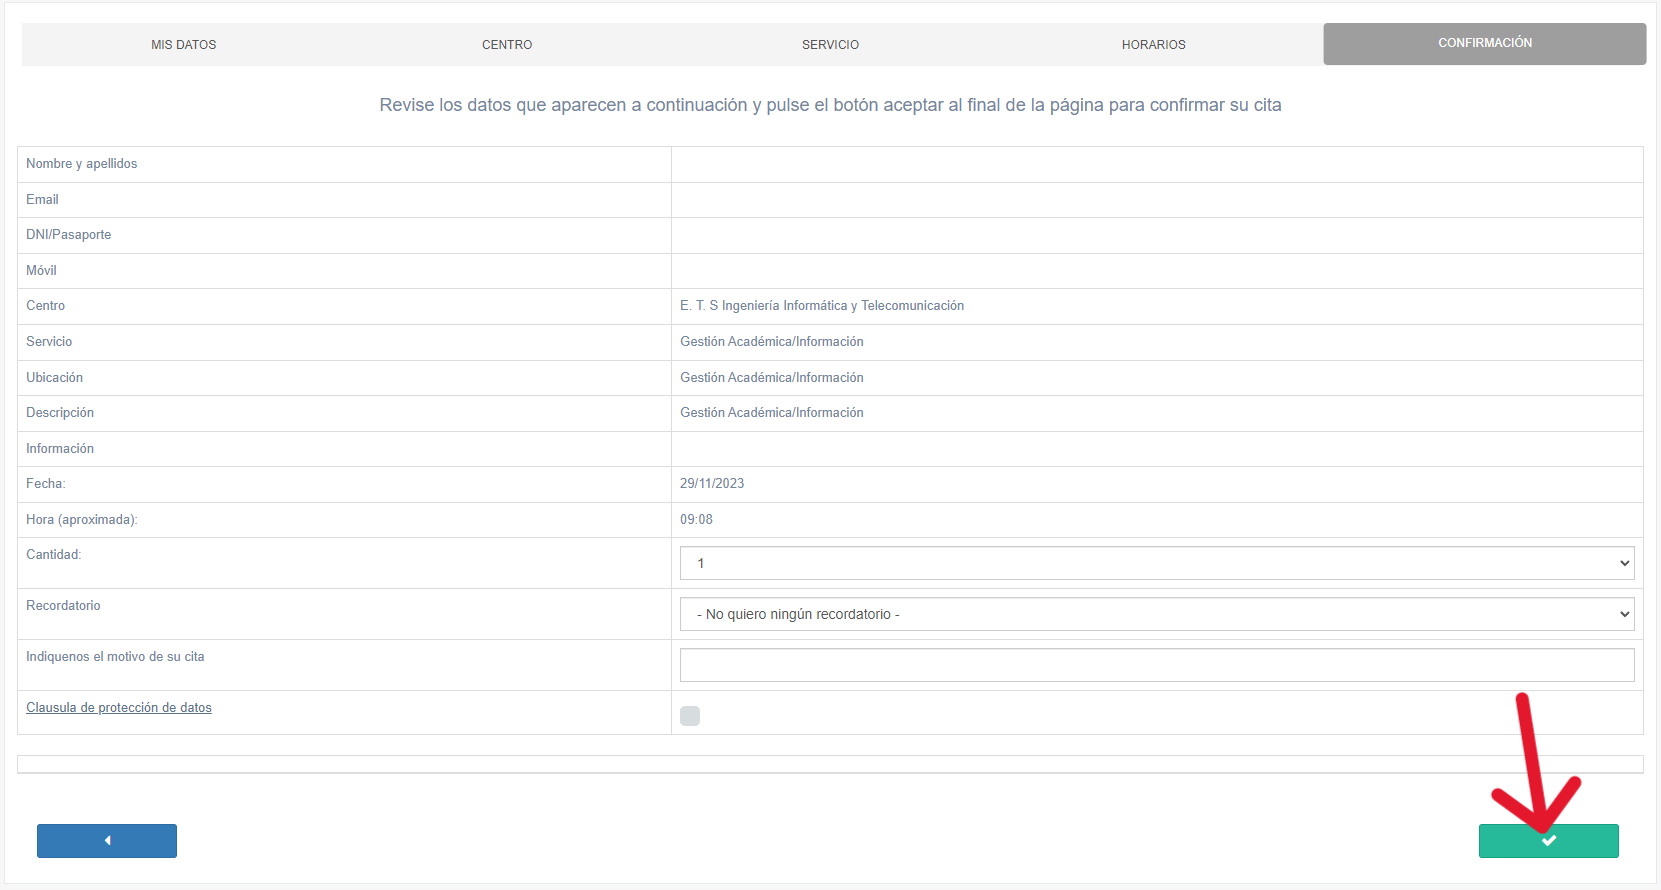 MIS DATOS CENTRO SERVICIO HORARIOS CONFIRMACIÓN
Revise los datos que aparecen a continuación y pulse el botón aceptar al final de la página para confirmar su cita
Nombre y apellidos
Email
DNI/Pasaporte
Móvil
Centro E. T. S Ingeniería Informática y Telecomunicación
Servicio Gestión Académica/Información
Ubicación Gestión Académica/Información
Descripción Gestión Académica/Información
Información
Fecha: 29/11/2023
Hora (aproximada): 09:08
Cantidad: 1
Recordatorio - No quiero ningún recordatorio -
Indiquenos el motivo de su cita
Clausula de protección de datos